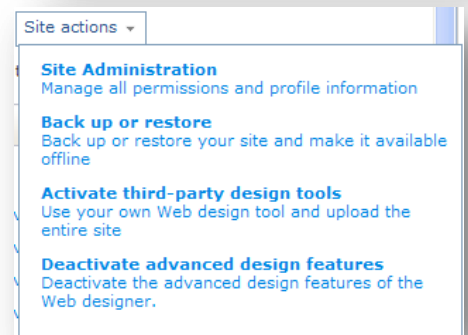 Site actions
Site Administration
Manage all permissions and profile information
Back up or restore
Back up or restore your site and make it available
offline
Activate third-party design tools
Use your own Web design tool and upload the
entire site
Deactivate advanced design features
Deactivate the advanced design features of the
Web designer.